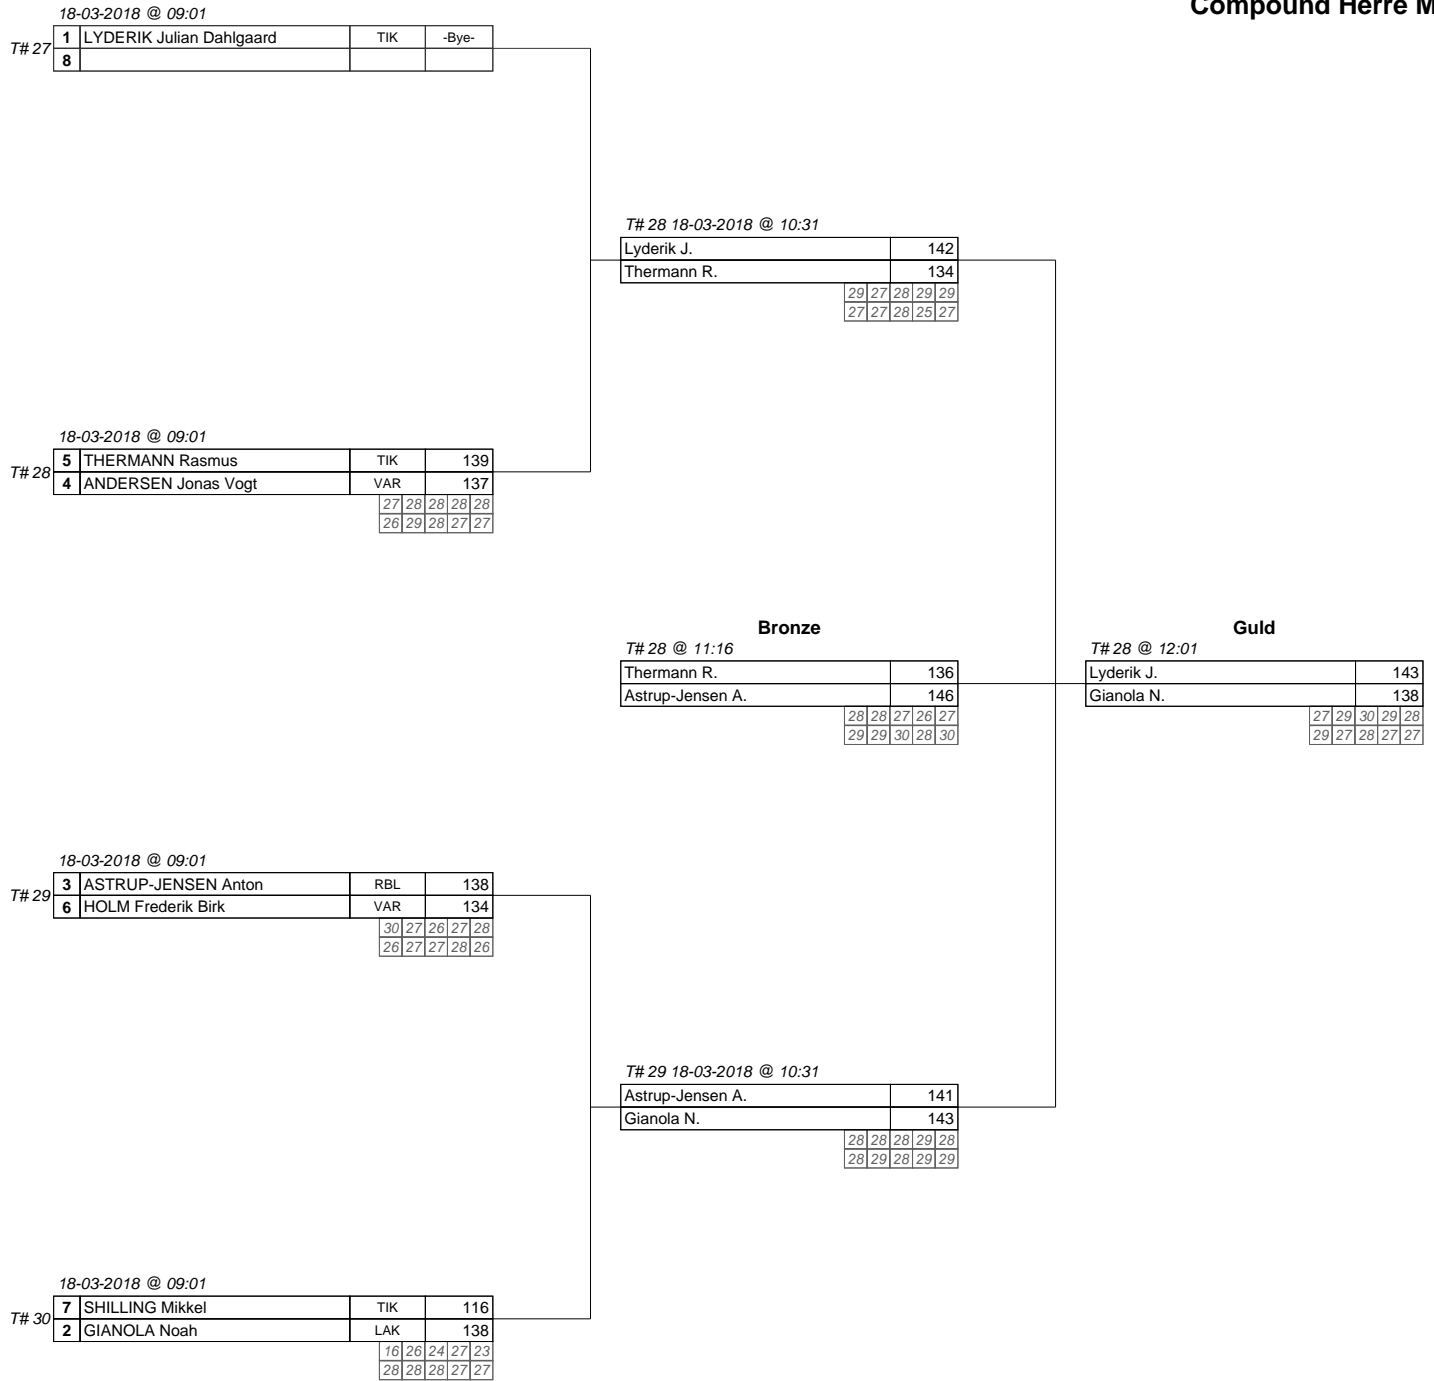 Compound Herre M
18-03-2018 @ 09:01
T# 27
1 LYDERIK Julian Dahlgaard TIK -Bye-
8
T# 28 18-03-2018 @ 10:31
Lyderik J. 142
Thermann R. 134
29 27 28 29 29
27 27 28 25 27
18-03-2018 @ 09:01
T# 28
5 THERMANN Rasmus TIK 139
4 ANDERSEN Jonas Vogt VAR 137
27 28 28 28 28
26 29 28 27 27
Bronze
T# 28 @ 11:16
Thermann R. 136
Astrup-Jensen A. 146
28 28 27 26 27
29 29 30 28 30
Guld
T# 28 @ 12:01
Lyderik J. 143
Gianola N. 138
27 29 30 29 28
29 27 28 27 27
18-03-2018 @ 09:01
T# 29
3 ASTRUP-JENSEN Anton RBL 138
6 HOLM Frederik Birk VAR 134
30 27 26 27 28
26 27 27 28 26
T# 29 18-03-2018 @ 10:31
Astrup-Jensen A. 141
Gianola N. 143
28 28 28 29 28
28 29 28 29 29
18-03-2018 @ 09:01
T# 30
7 SHILLING Mikkel TIK 116
2 GIANOLA Noah LAK 138
16 26 24 27 23
28 28 28 27 27